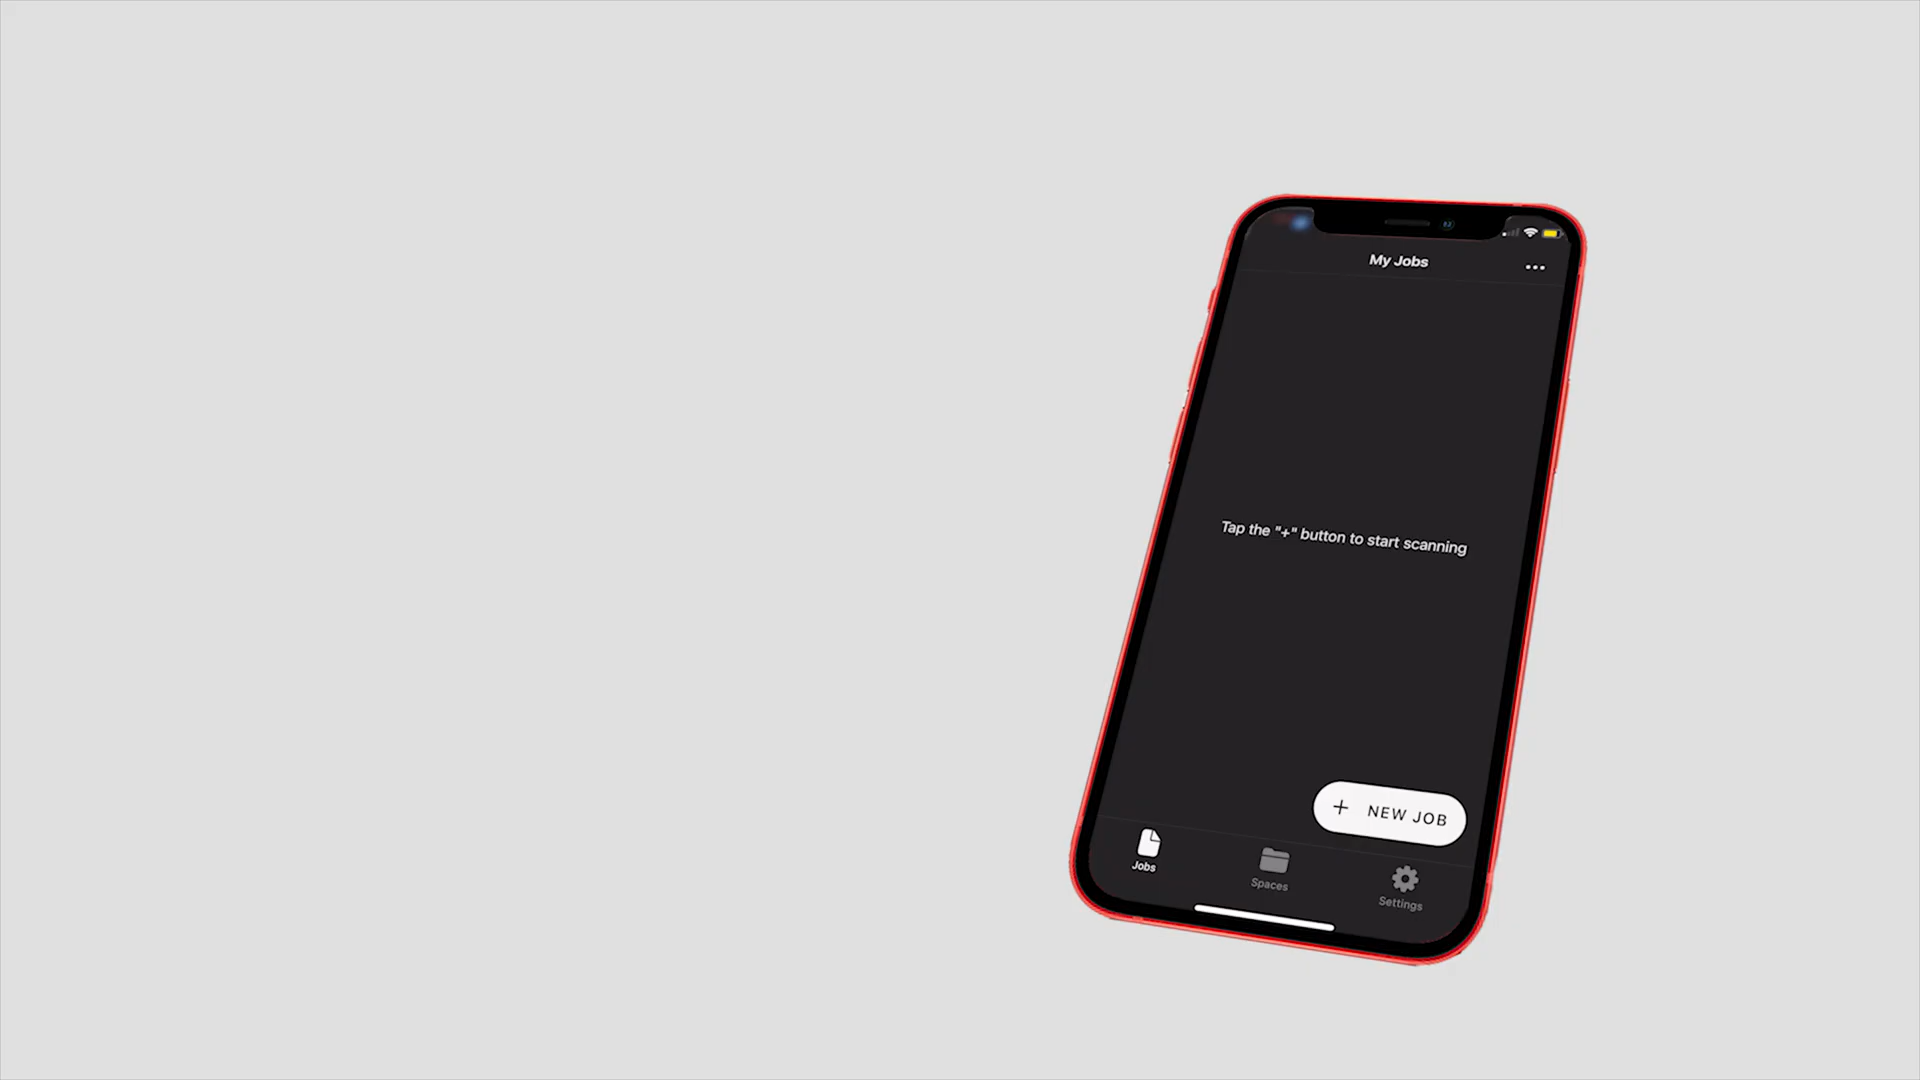 My Jobs
Tap the "+" button to start scanning
+ NEW JOB
Jobs
Spaces
Settings